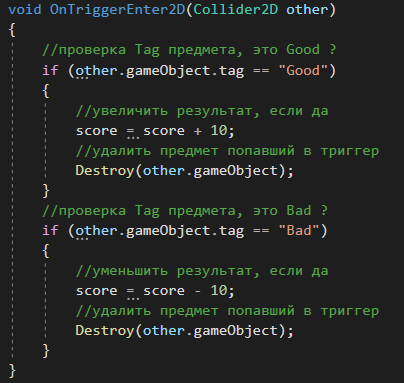 void OnTriggerEnter2D(Collider2D other)
{
    //проверка Tag предмета, это Good ?
    if (other.gameObject.tag == "Good")
    {
        //увеличить результат, если да
        score = score + 10;
        //удалить предмет попавший в триггер
        Destroy(other.gameObject);
    }
    //проверка Tag предмета, это Bad ?
    if (other.gameObject.tag == "Bad")
    {
        //уменьшить результат, если да
        score = score - 10;
        //удалить предмет попавший в триггер
        Destroy(other.gameObject);
    }
}